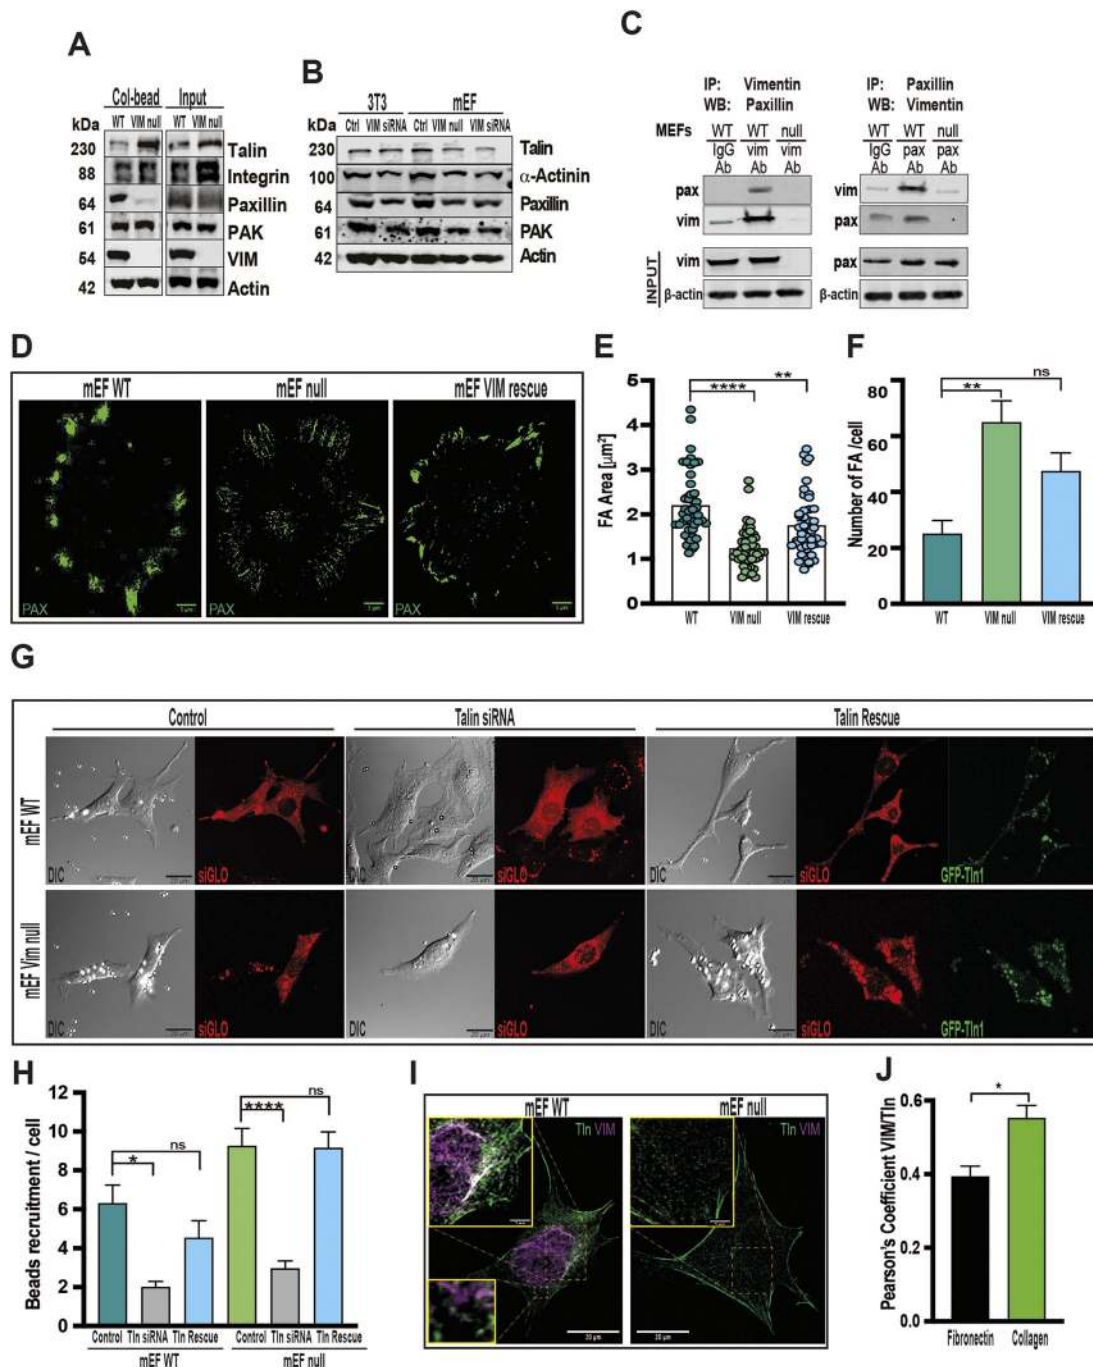 A
Col-bead Input
WT VIM null WT VIM null
kDa
230 Talin
88 Integrin
64 Paxillin
61 PAK
54 VIM
42 Actin
B
3T3 mEF
kDa Ctrl VIM siRNA Ctrl VIM null VIM siRNA
230 Talin
100 α-Actinin
64 Paxillin
61 PAK
42 Actin
C
IP: Vimentin
WB: Paxillin
MEFs WT WT null
IgG vim vim
Ab Ab Ab
pax
vim
INPUT
vim
β-actin
IP: Paxillin
WB: Vimentin
WT WT null
IgG pax pax
Ab Ab Ab
vim
pax
pax
β-actin
D
mEF WT mEF null mEF VIM rescue
PAX PAX PAX
E
FA Area [µm²]
5
4
3
2
1
0
**
****
WT VIM null VIM rescue
F
Number of FA /cell
80
60
40
20
0
ns
**
WT VIM null VIM rescue
G
Control Talin siRNA Talin Rescue
mEF WT
DIC siGLO DIC siGLO DIC siGLO GFP-Tln1
mEF Vim null
DIC siGLO DIC siGLO DIC siGLO GFP-Tln1
H
Beads recruitment / cell
12
10
8
6
4
2
0
ns
****
ns
*
Control Tln siRNA Tln Rescue Control Tln siRNA Tln Rescue
mEF WT mEF null
I
mEF WT mEF null
Tln VIM Tln VIM
20 µm 20 µm
J
Pearson's Coefficient VIM/Tln
0.6
0.4
0.2
0.0
*
Fibronectin Collagen